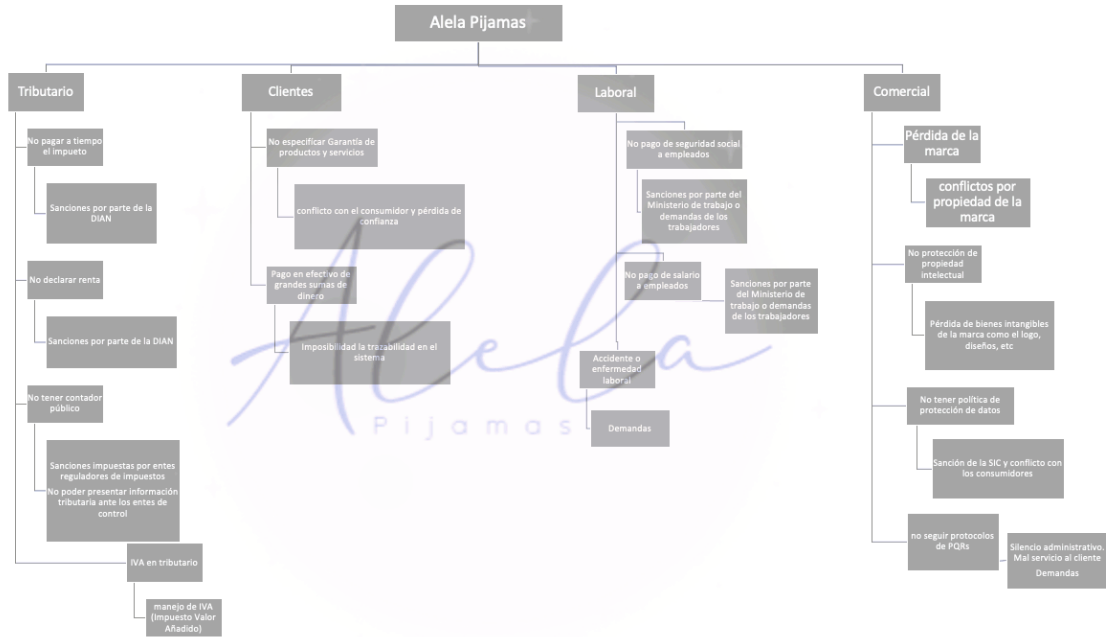 Alela Pijamas
Tributario
No pagar a tiempo
el impueto
Sanciones por parte de la
DIAN
No declarar renta
Sanciones por parte de la DIAN
No tener contador
público
Sanciones impuestas por entes
reguladores de impuestos
No poder presentar información
tributaria ante los entes de
control
IVA en tributario
manejo de IVA
(Impuesto Valor
Añadido)
Clientes
No especificar Garantía de
productos y servicios
conflicto con el consumidor y pérdida de
confianza
Pago en efectivo de
grandes sumas de
dinero
Imposibilidad la trazabilidad en el
sistema
Laboral
No pago de seguridad social
a empleados
Sanciones por parte del
Ministerio de trabajo o
demandas de los
trabajadores
No pago de salario
a empleados
Sanciones por parte
del Ministerio de
trabajo o demandas
de los trabajadores
Accidente o
enfermedad
laboral
Demandas
Comercial
Pérdida de la
marca
conflictos por
propiedad de la
marca
No protección de
propiedad
intelectual
Pérdida de bienes intangibles
de la marca como el logo,
diseños, etc
No tener política de
protección de datos
Sanción de la SIC y conflicto con
los consumidores
no seguir protocolos
de PQRs
Silencio administrativo.
Mal servicio al cliente
Demandas
Alela
Pijamas